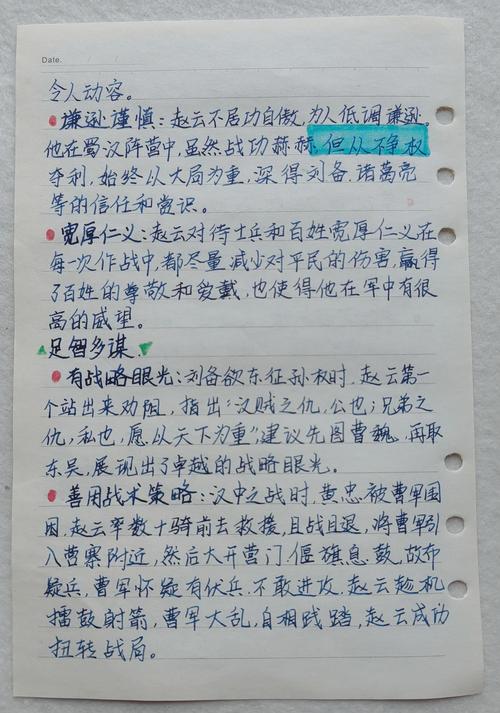 Date.
令人动容。
谦逊谨慎：赵云不居功自傲，为人低调谦逊。
他在蜀汉阵营中，虽然战功赫赫，但从不争权
夺利，始终从大局为重，深得刘备、诸葛亮
等的信任和赏识。
宽厚仁义：赵云对待士兵和百姓宽厚仁义在
每一次作战中，都尽量减少对平民的伤害，赢得
了百姓的尊敬和爱戴，也使得他在军中有很
高的威望。
足智多谋
有战略眼光：刘备欲东征孙权时，赵云第一
个站出来劝阻，指出“汉贼之仇，公也；兄弟之
仇，私也，愿从天下为重”，建议先图曹魏，再取
东吴，展现出了卓越的战略眼光。
善用战术策略：汉中之战时，黄忠被曹军围
困，赵云率数十骑前去救援，且战且退，将曹军引
入营寨附近，然后大开营门，偃旗息鼓，故布
疑兵，曹军怀疑有伏兵，不敢进攻，赵云趁机
擂鼓射箭，曹军大乱，自相践踏，赵云成功
扭转战局。